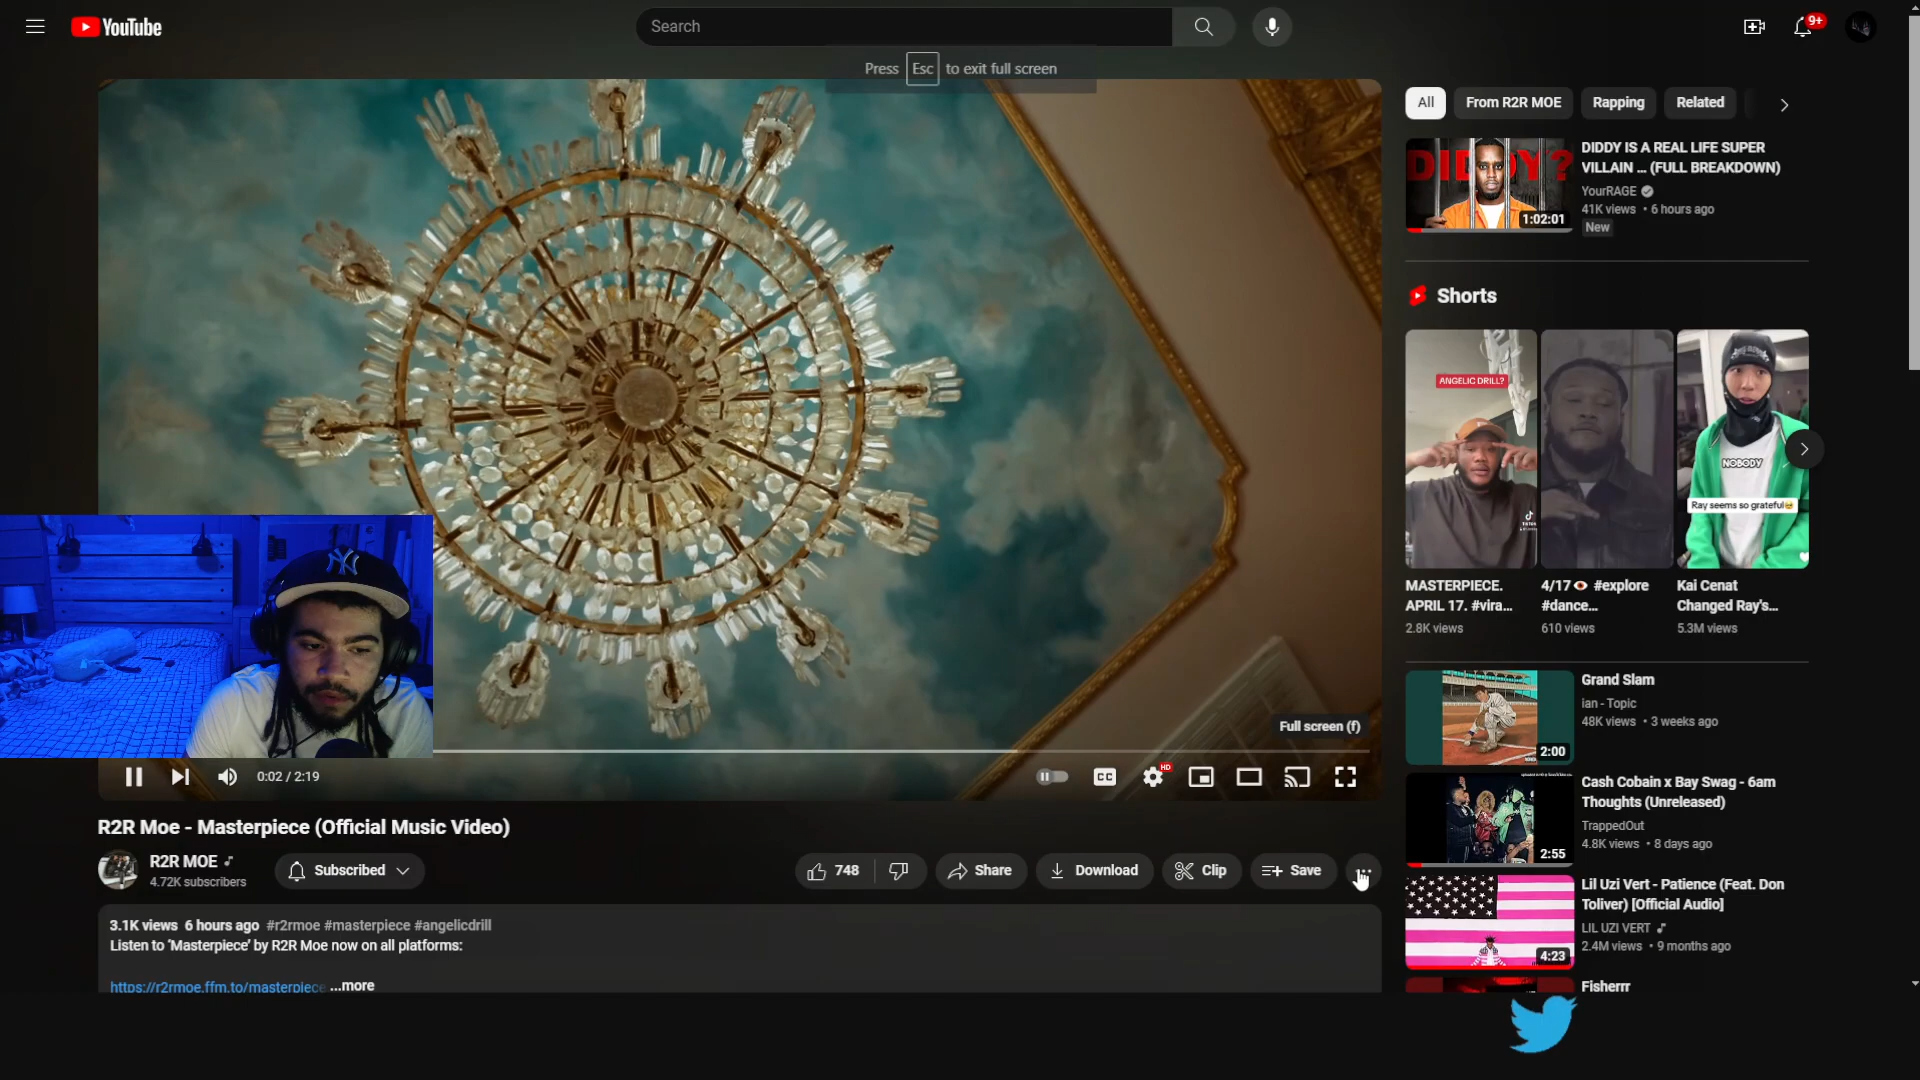 YouTube
Search
9+
Press Esc to exit full screen
All
From R2R MOE
Rapping
Related
DIDDY?
1:02:01
DIDDY IS A REAL LIFE SUPER
VILLAIN ... (FULL BREAKDOWN)
YourRAGE
41K views • 6 hours ago
New
Shorts
ANGELIC DRILL?
NOBODY
Ray seems so grateful
MASTERPIECE.
APRIL 17. #vira...
2.8K views
4/17 #explore
#dance...
610 views
Kai Cenat
Changed Ray's...
5.3M views
NY
Full screen (f)
0:02 / 2:19
CC
HD
R2R Moe - Masterpiece (Official Music Video)
R2R MOE
4.72K subscribers
Subscribed
748
Share
Download
Clip
Save
3.1K views 6 hours ago #r2rmoe #masterpiece #angelicdrill
Listen to 'Masterpiece' by R2R Moe now on all platforms:
https://r2rmoe.ffm.to/masterpiece ...more
2:00
Grand Slam
ian - Topic
48K views • 3 weeks ago
2:55
Cash Cobain x Bay Swag - 6am
Thoughts (Unreleased)
TrappedOut
4.8K views • 8 days ago
4:23
Lil Uzi Vert - Patience (Feat. Don
Toliver) [Official Audio]
LIL UZI VERT
2.4M views • 9 months ago
Fisherrr